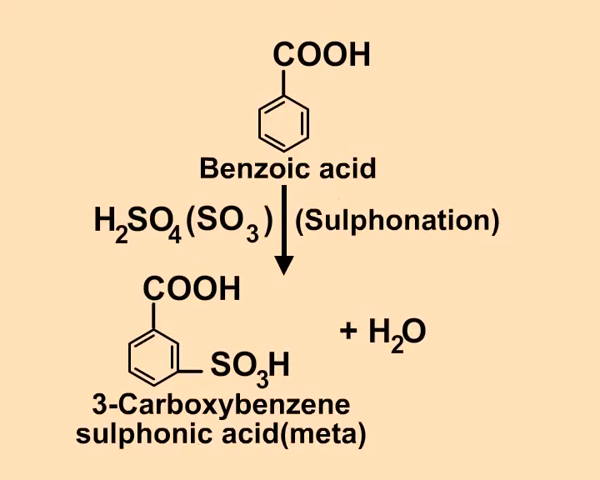 COOH
Benzoic acid
H₂SO₄(SO₃) (Sulphonation)
COOH
+ H₂O
SO₃H
3-Carboxybenzene
sulphonic acid(meta)